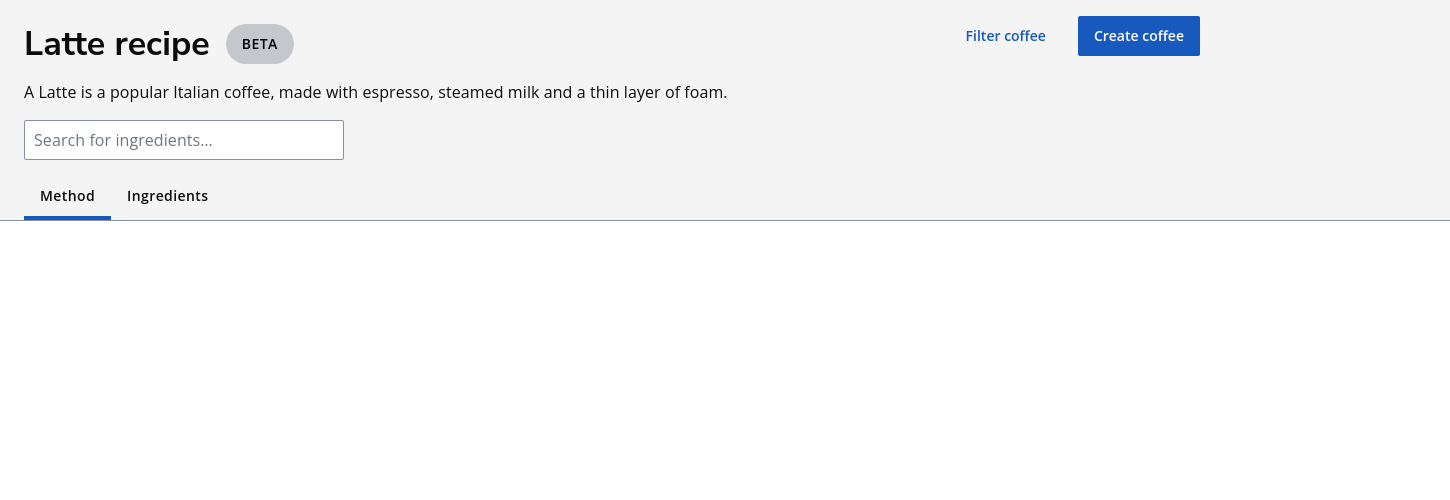 Latte recipe
BETA
Filter coffee
Create coffee
A Latte is a popular Italian coffee, made with espresso, steamed milk and a thin layer of foam.
Search for ingredients...
Method
Ingredients